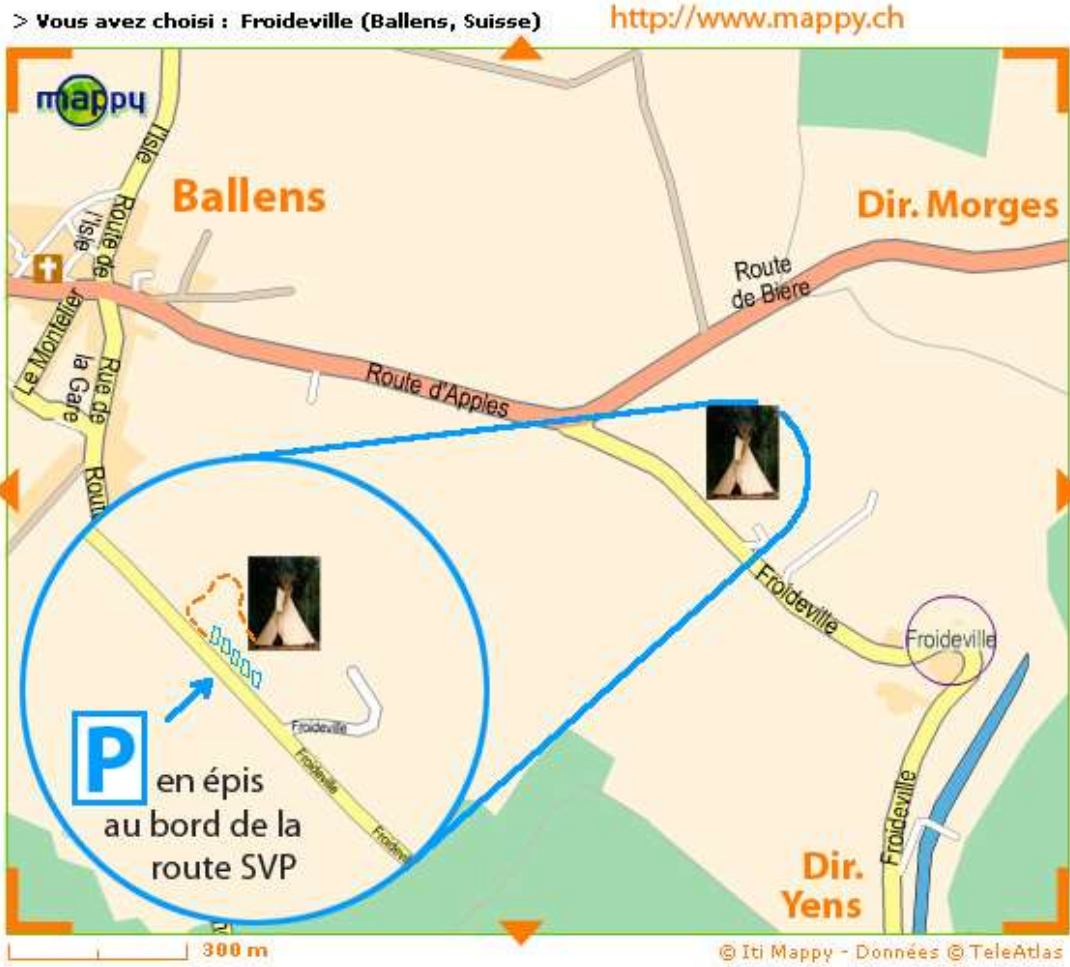 > Vous avez choisi : Froideville (Ballens, Suisse)
http://www.mappy.ch
mappy
l'Isle
Ballens
Dir. Morges
Route de
l'Isle
Route
de Bière
Le Montelier
Rue de
la Gare
Route d'Apples
Route
Froideville
Froideville
Froideville
Froideville
Froideville
Froideville
P
en épis
au bord de la
route SVP
Dir.
Yens
300 m
© Iti Mappy - Données © TeleAtlas